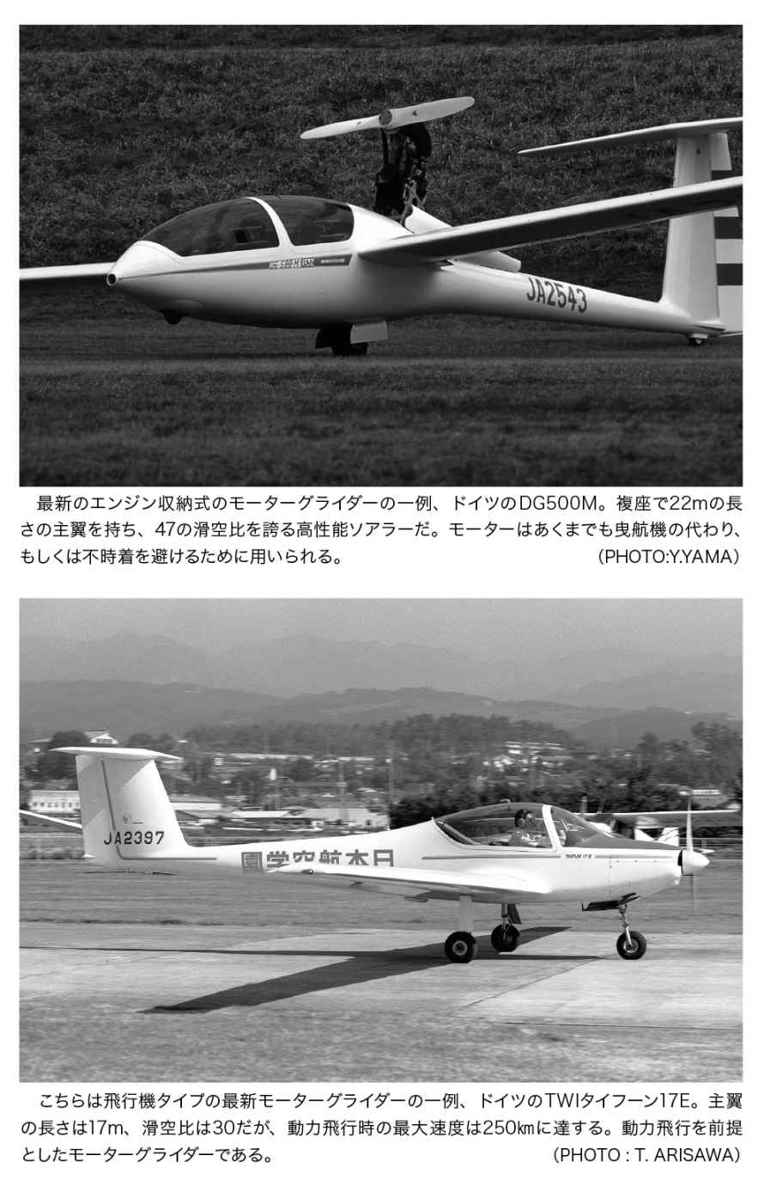 JA2543
最新のエンジン収納式のモーターグライダーの一例、ドイツのDG500M。複座で22mの長
さの主翼を持ち、47の滑空比を誇る高性能ソアラーだ。モーターはあくまでも曳航機の代わり、
もしくは不時着を避けるために用いられる。 （PHOTO:Y.YAMA）
JA2397
園学空航本日
こちらは飛行機タイプの最新モーターグライダーの一例、ドイツのTWIタイフーン17E。主翼
の長さは17m、滑空比は30だが、動力飛行時の最大速度は250㎞に達する。動力飛行を前提
としたモーターグライダーである。 （PHOTO : T. ARISAWA）